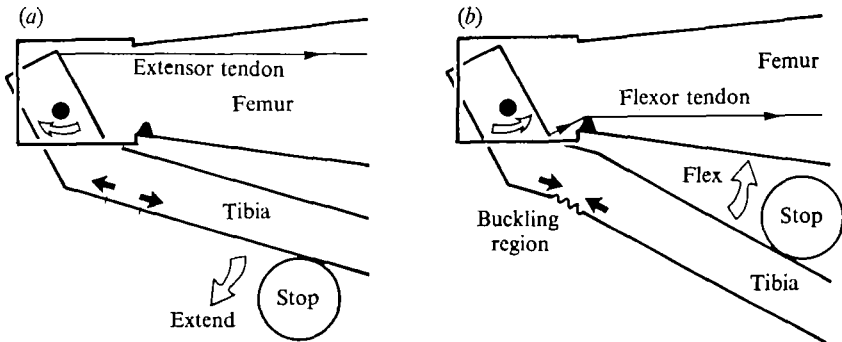 (a)
Extensor tendon
Femur
Tibia
Extend
Stop
(b)
Femur
Flexor tendon
Flex
Stop
Buckling
region
Tibia